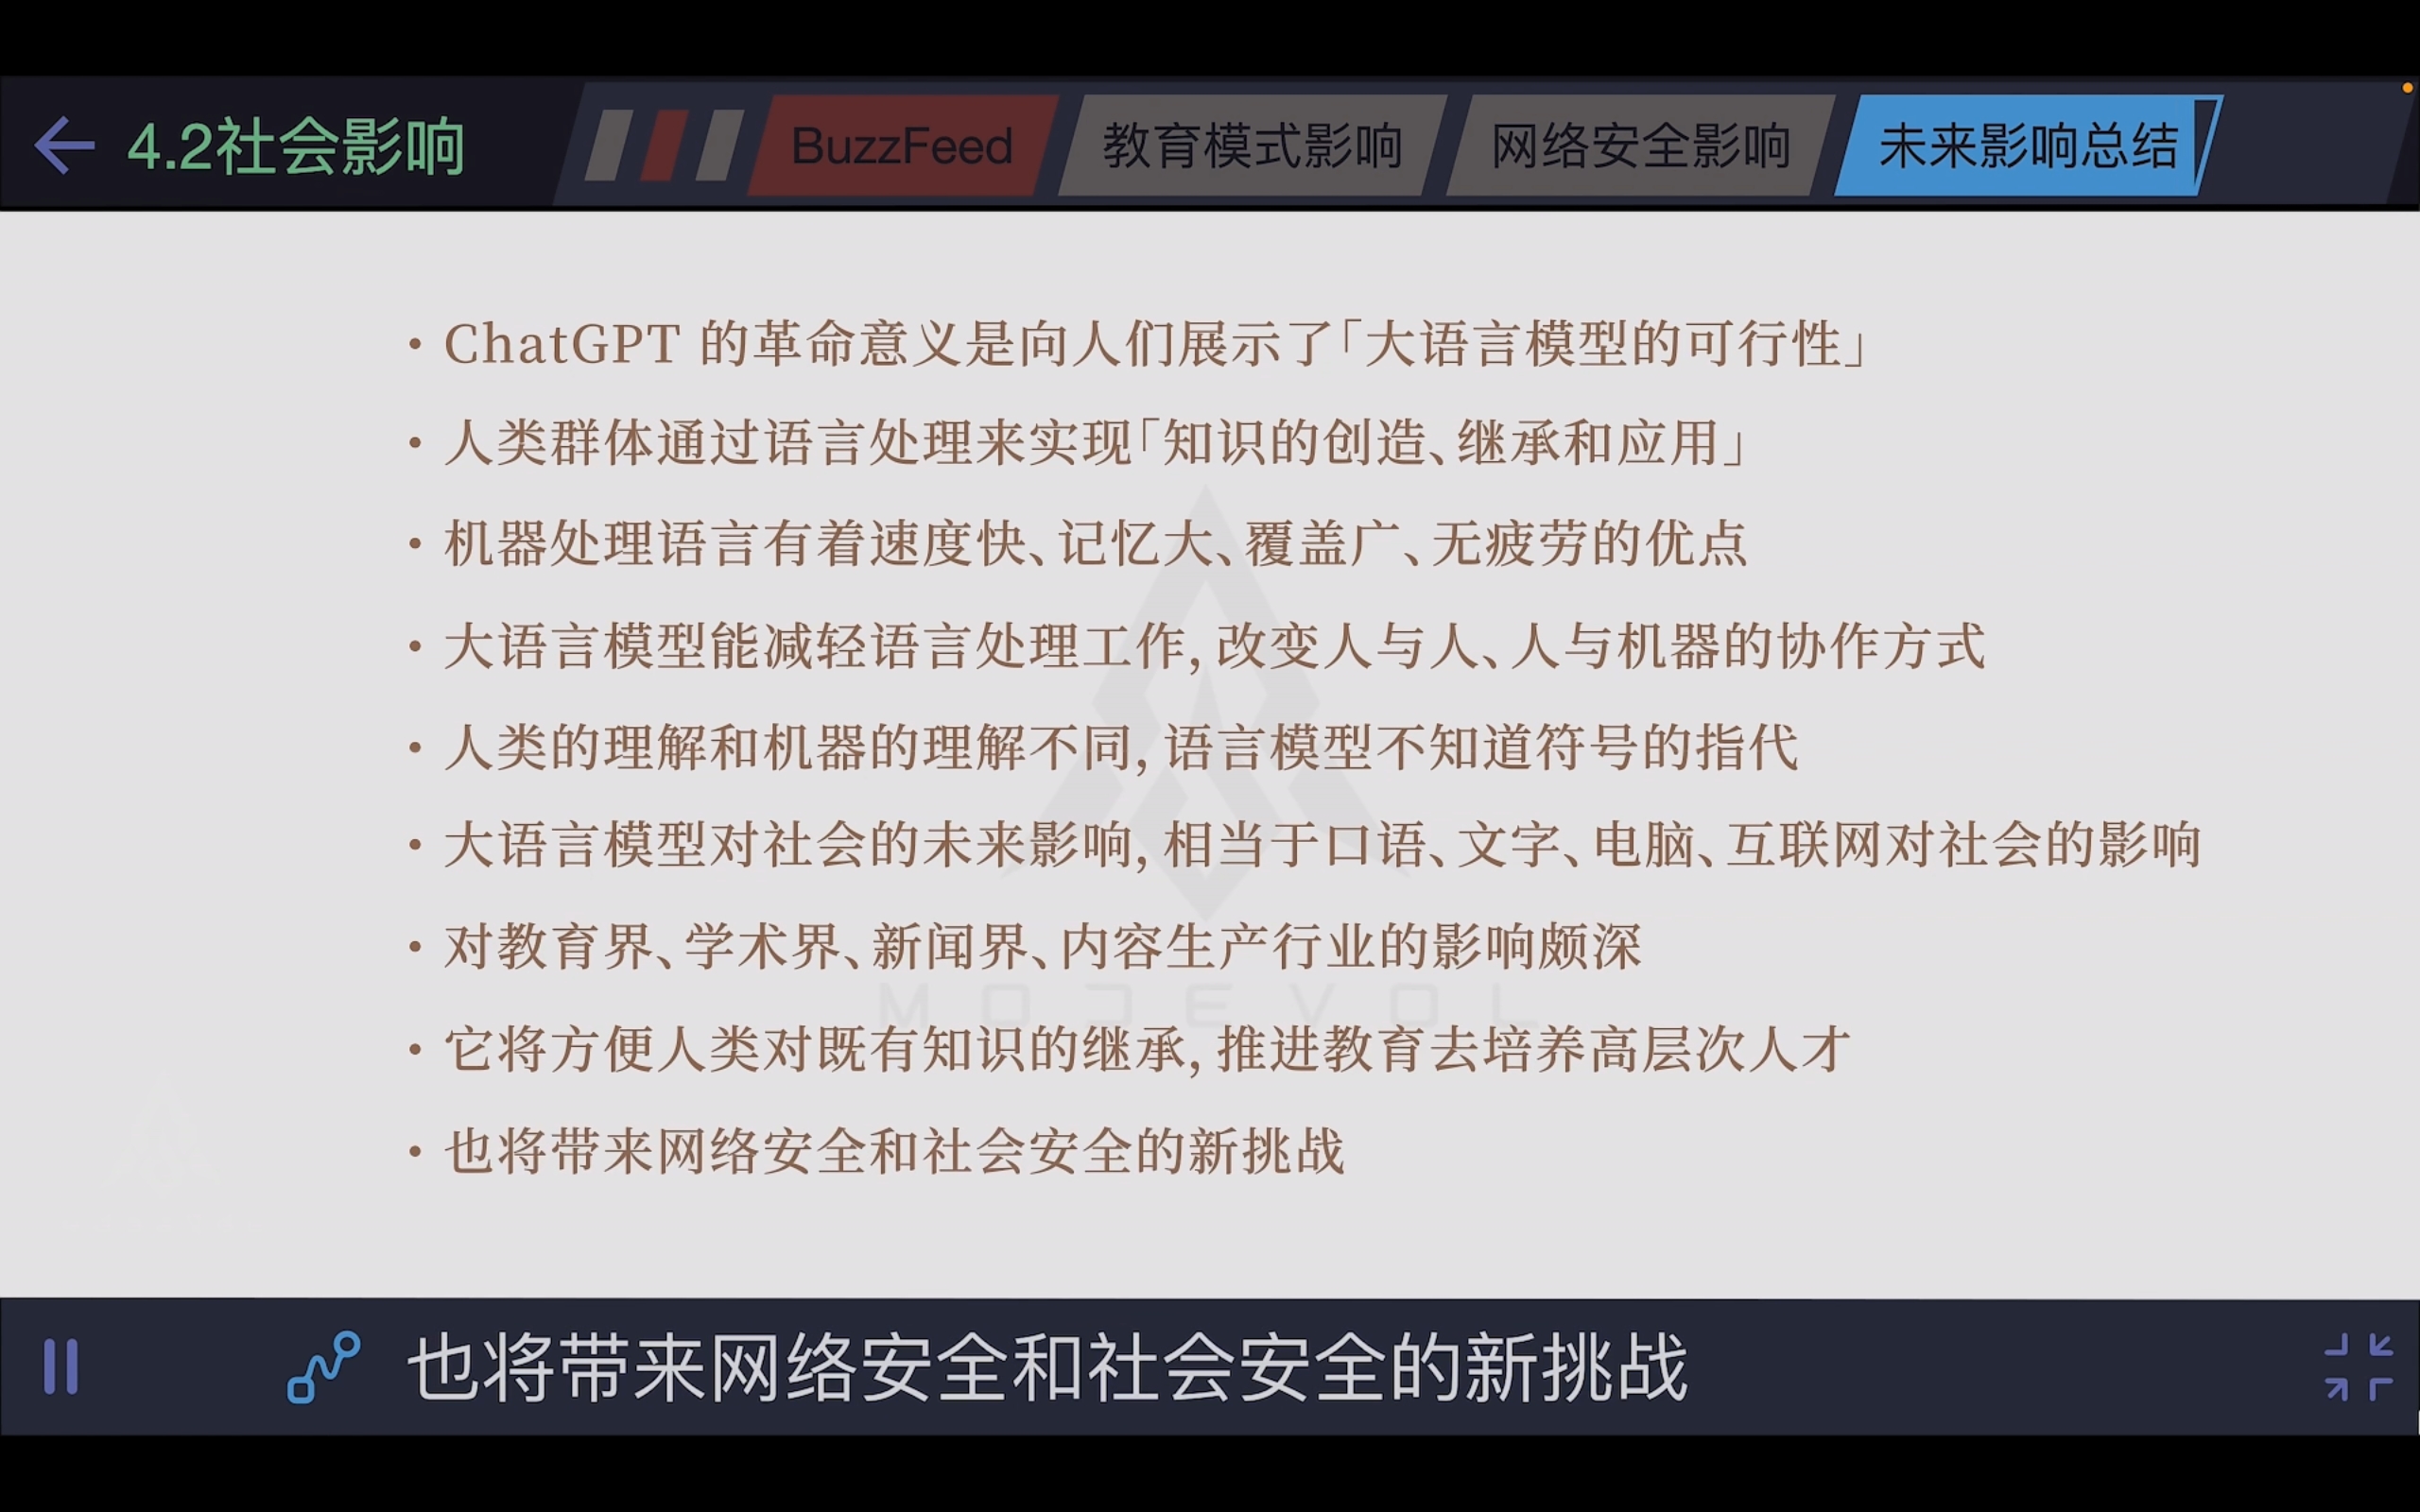 4.2社会影响
BuzzFeed
教育模式影响
网络安全影响
未来影响总结
• ChatGPT 的革命意义是向人们展示了「大语言模型的可行性」
• 人类群体通过语言处理来实现「知识的创造、继承和应用」
• 机器处理语言有着速度快、记忆大、覆盖广、无疲劳的优点
• 大语言模型能减轻语言处理工作, 改变人与人、人与机器的协作方式
• 人类的理解和机器的理解不同, 语言模型不知道符号的指代
• 大语言模型对社会的未来影响, 相当于口语、文字、电脑、互联网对社会的影响
• 对教育界、学术界、新闻界、内容生产行业的影响颇深
MODEVOL
• 它将方便人类对既有知识的继承, 推进教育去培养高层次人才
• 也将带来网络安全和社会安全的新挑战
也将带来网络安全和社会安全的新挑战